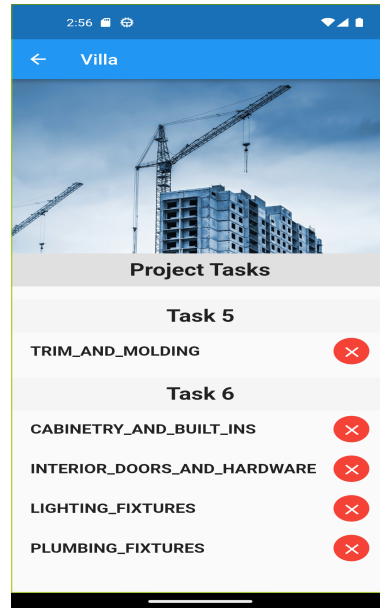 2:56
Villa
Project Tasks
Task 5
TRIM_AND_MOLDING
Task 6
CABINETRY_AND_BUILT_INS
INTERIOR_DOORS_AND_HARDWARE
LIGHTING_FIXTURES
PLUMBING_FIXTURES